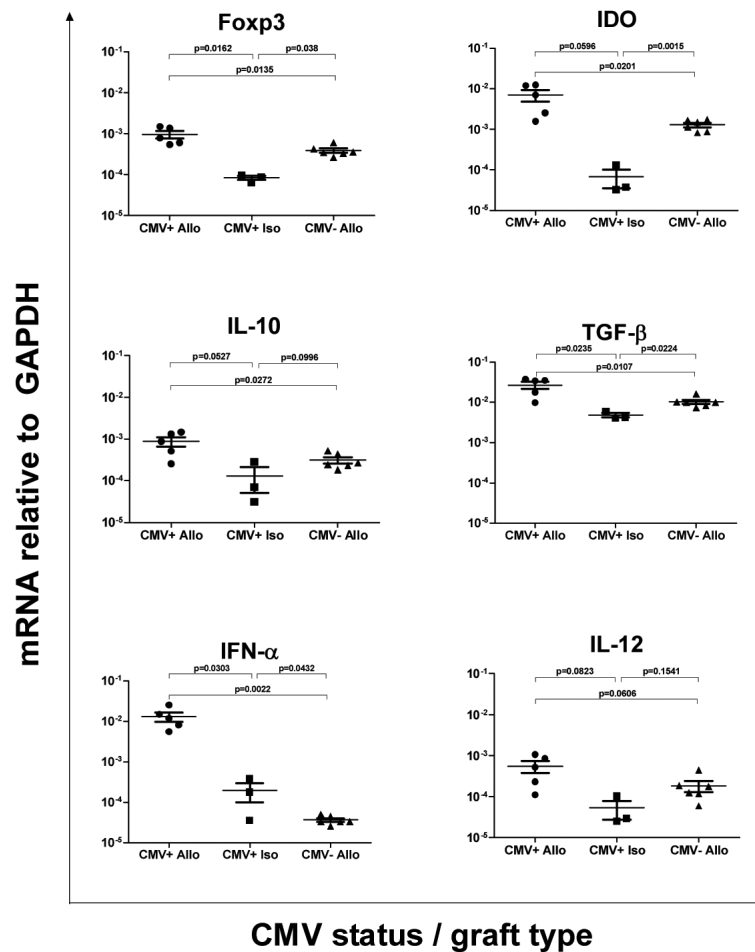 Foxp3
p=0.0162 p=0.038
p=0.0135
10-1
10-2
10-3
10-4
10-5
CMV+ Allo CMV+ Iso CMV- Allo
IDO
p=0.0596 p=0.0015
p=0.0201
10-1
10-2
10-3
10-4
10-5
CMV+ Allo CMV+ Iso CMV- Allo
IL-10
p=0.0527 p=0.0996
p=0.0272
10-1
10-3
10-4
10-5
CMV+ Allo CMV+ Iso CMV- Allo
TGF-β
p=0.0235 p=0.0224
p=0.0107
10-1
10-2
10-3
10-4
10-5
CMV+ Allo CMV+ Iso CMV- Allo
IFN-α
p=0.0303 p=0.0432
p=0.0022
10-1
10-2
10-3
10-4
10-5
CMV+ Allo CMV+ Iso CMV- Allo
IL-12
p=0.0823 p=0.1541
p=0.0606
10-1
10-2
10-3
10-4
10-5
CMV+ Allo CMV+ Iso CMV- Allo
mRNA relative to GAPDH
CMV status / graft type